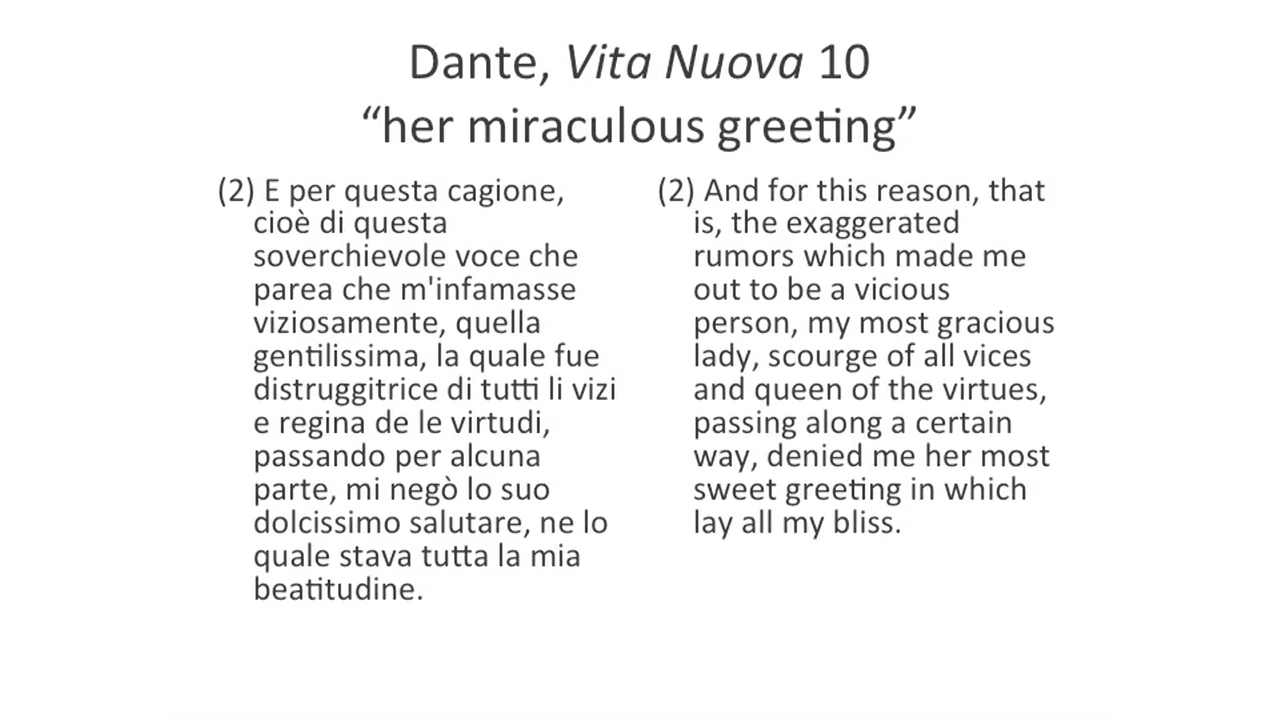 Dante, Vita Nuova 10
“her miraculous greeting”
(2) E per questa cagione,
cioè di questa
soverchievole voce che
parea che m'infamasse
viziosamente, quella
gentilissima, la quale fue
distruggitrice di tutti li vizi
e regina de le virtudi,
passando per alcuna
parte, mi negò lo suo
dolcissimo salutare, ne lo
quale stava tutta la mia
beatitudine.
(2) And for this reason, that
is, the exaggerated
rumors which made me
out to be a vicious
person, my most gracious
lady, scourge of all vices
and queen of the virtues,
passing along a certain
way, denied me her most
sweet greeting in which
lay all my bliss.